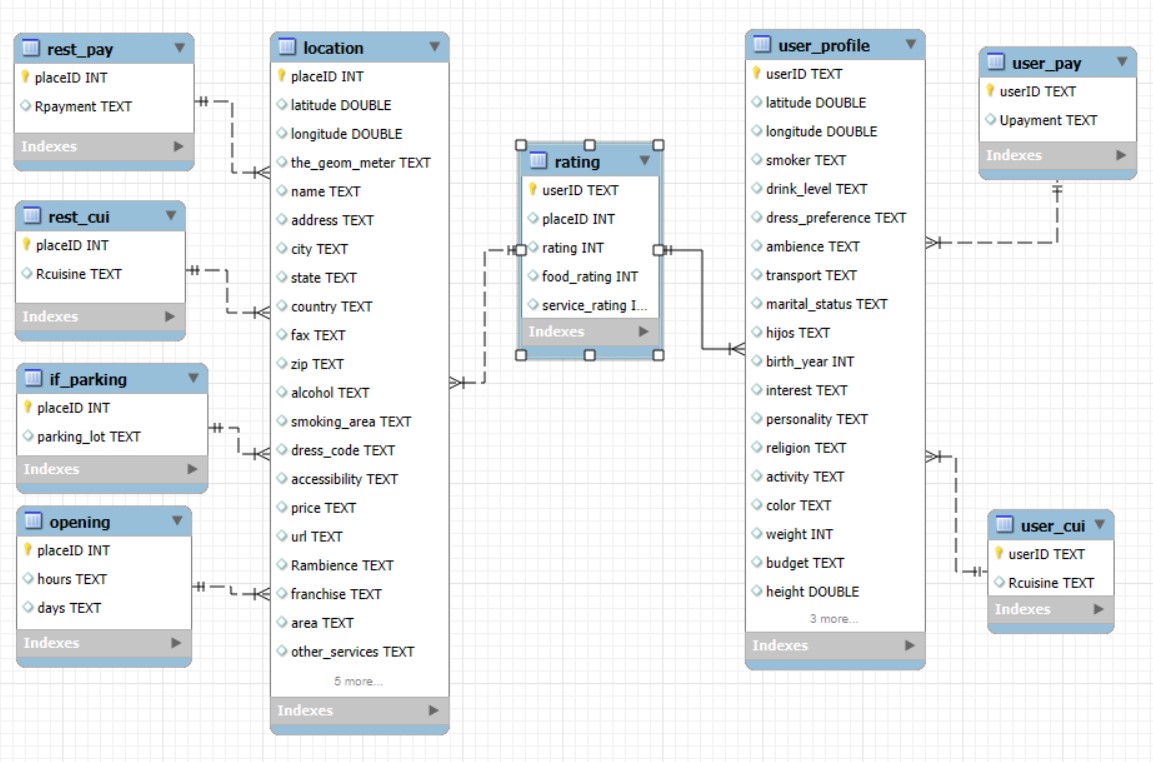 rest_pay
placeID INT
Rpayment TEXT
Indexes
rest_cui
placeID INT
Rcuisine TEXT
Indexes
if_parking
placeID INT
parking_lot TEXT
Indexes
opening
placeID INT
hours TEXT
days TEXT
Indexes
location
placeID INT
latitude DOUBLE
longitude DOUBLE
the_geom_meter TEXT
name TEXT
address TEXT
city TEXT
state TEXT
country TEXT
fax TEXT
zip TEXT
alcohol TEXT
smoking_area TEXT
dress_code TEXT
accessibility TEXT
price TEXT
url TEXT
Rambience TEXT
franchise TEXT
area TEXT
other_services TEXT
5 more...
Indexes
rating
userID TEXT
placeID INT
rating INT
food_rating INT
service_rating I...
Indexes
user_profile
userID TEXT
latitude DOUBLE
longitude DOUBLE
smoker TEXT
drink_level TEXT
dress_preference TEXT
ambience TEXT
transport TEXT
marital_status TEXT
hijos TEXT
birth_year INT
interest TEXT
personality TEXT
religion TEXT
activity TEXT
color TEXT
weight INT
budget TEXT
height DOUBLE
3 more...
Indexes
user_pay
userID TEXT
Upayment TEXT
Indexes
user_cui
userID TEXT
Rcuisine TEXT
Indexes